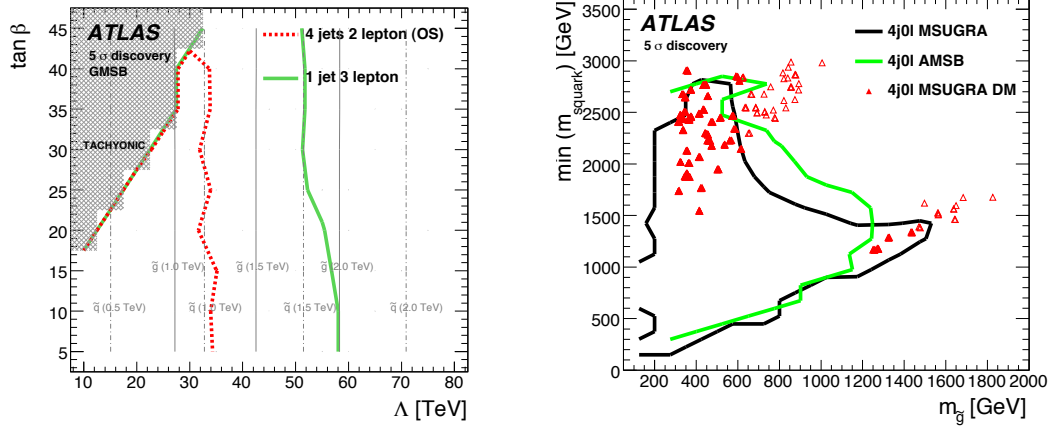 ATLAS
5 σ discovery
GMSB
4 jets 2 lepton (OS)
1 jet 3 lepton
TACHYONIC
g̃ (1.0 TeV)
g̃ (1.5 TeV)
g̃ (2.0 TeV)
q̃ (0.5 TeV)
q̃ (1.0 TeV)
q̃ (1.5 TeV)
q̃ (2.0 TeV)
tan β
45
40
35
30
25
20
15
10
5
10 20 30 40 50 60 70 80
Λ [TeV]
ATLAS
5 σ discovery
4j0l MSUGRA
4j0l AMSB
4j0l MSUGRA DM
min (m squark) [GeV]
3500
3000
2500
2000
1500
1000
500
0
200 400 600 800 1000 1200 1400 1600 1800 2000
m g̃ [GeV]